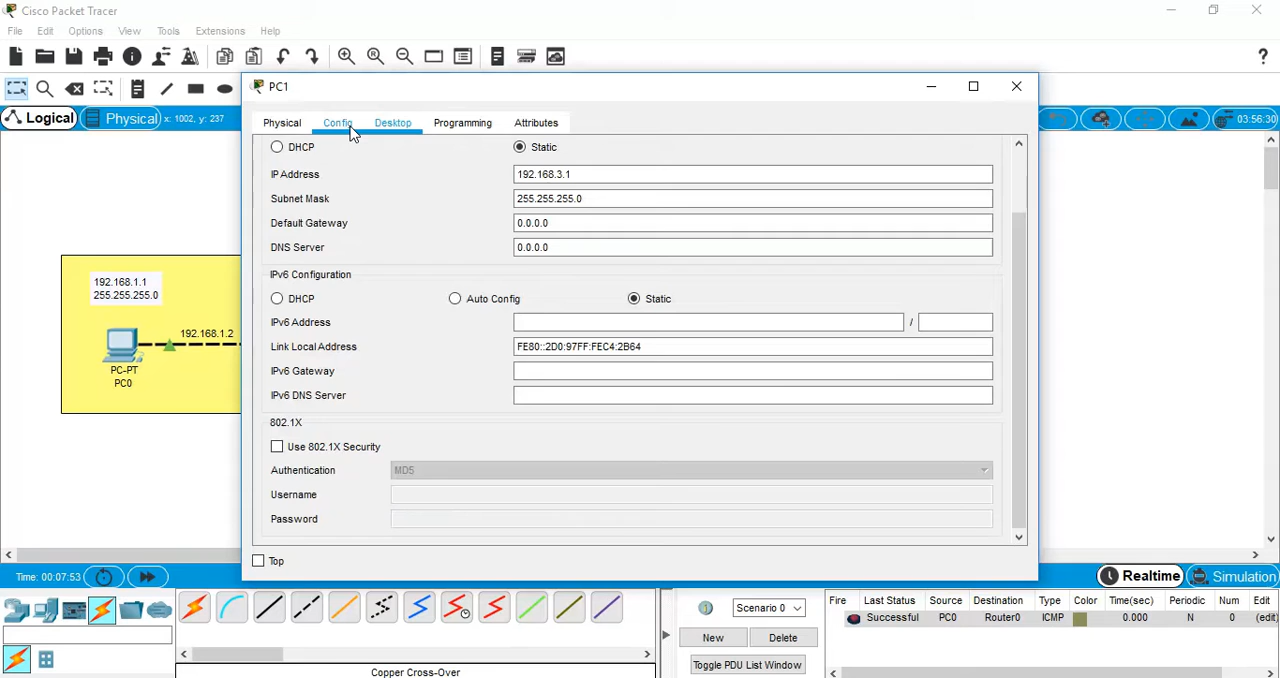 Cisco Packet Tracer
File Edit Options View Tools Extensions Help
PC1
Logical Physical x: 1002, y: 237
03:56:30
Physical Config Desktop Programming Attributes
DHCP Static
IP Address 192.168.3.1
Subnet Mask 255.255.255.0
Default Gateway 0.0.0.0
DNS Server 0.0.0.0
IPv6 Configuration
DHCP Auto Config Static
IPv6 Address /
Link Local Address FE80::2D0:97FF:FEC4:2B64
IPv6 Gateway
IPv6 DNS Server
802.1X
Use 802.1X Security
Authentication MD5
Username
Password
Top
192.168.1.1
255.255.255.0
192.168.1.2
PC-PT
PC0
Time: 00:07:53
Realtime Simulation
Scenario 0
New Delete
Toggle PDU List Window
Fire Last Status Source Destination Type Color Time(sec) Periodic Num Edit
Successful PC0 Router0 ICMP 0.000 N 0 (edit)
Copper Cross-Over